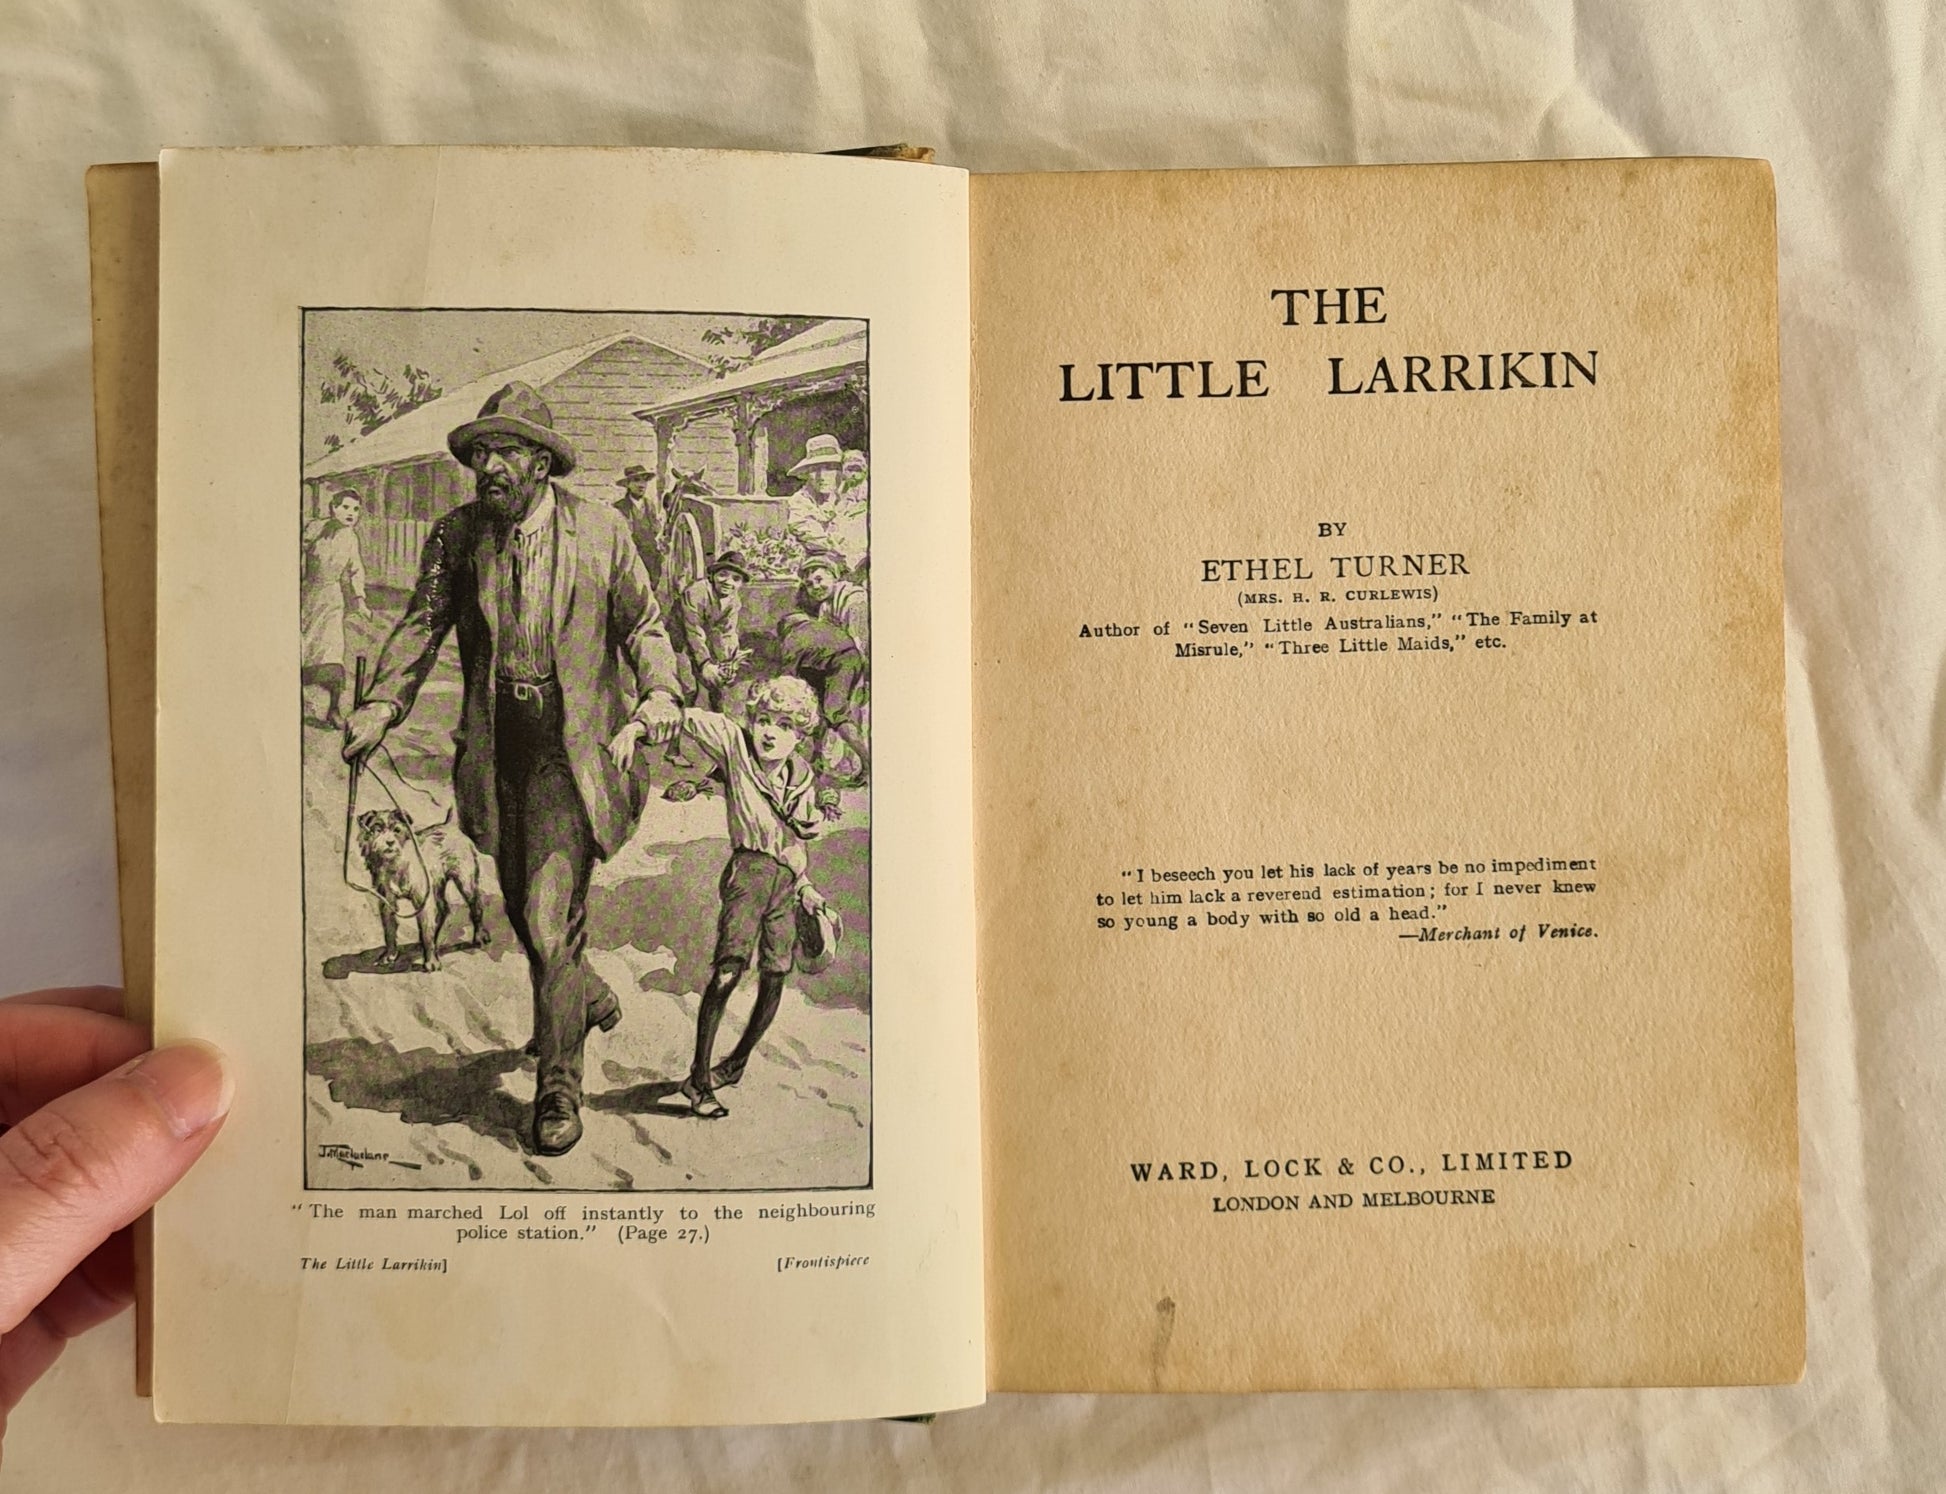 J. Macfarlane
“The man marched Lol off instantly to the neighbouring
police station.” (Page 27.)
The Little Larrikin] [Frontispiece
THE
LITTLE LARRIKIN
BY
ETHEL TURNER
(MRS. H. R. CURLEWIS)
Author of “Seven Little Australians,” “The Family at
Misrule,” “Three Little Maids,” etc.
“I beseech you let his lack of years be no impediment
to let him lack a reverend estimation; for I never knew
so young a body with so old a head.”
—Merchant of Venice.
WARD, LOCK & CO., LIMITED
LONDON AND MELBOURNE